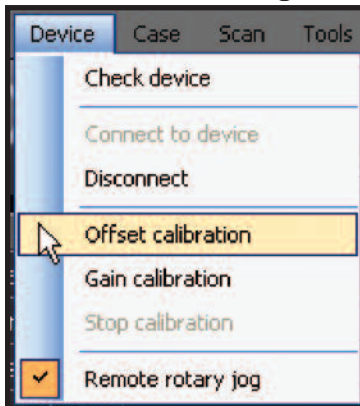 Device Case Scan Tools
Check device
Connect to device
Disconnect
Offset calibration
Gain calibration
Stop calibration
Remote rotary jog